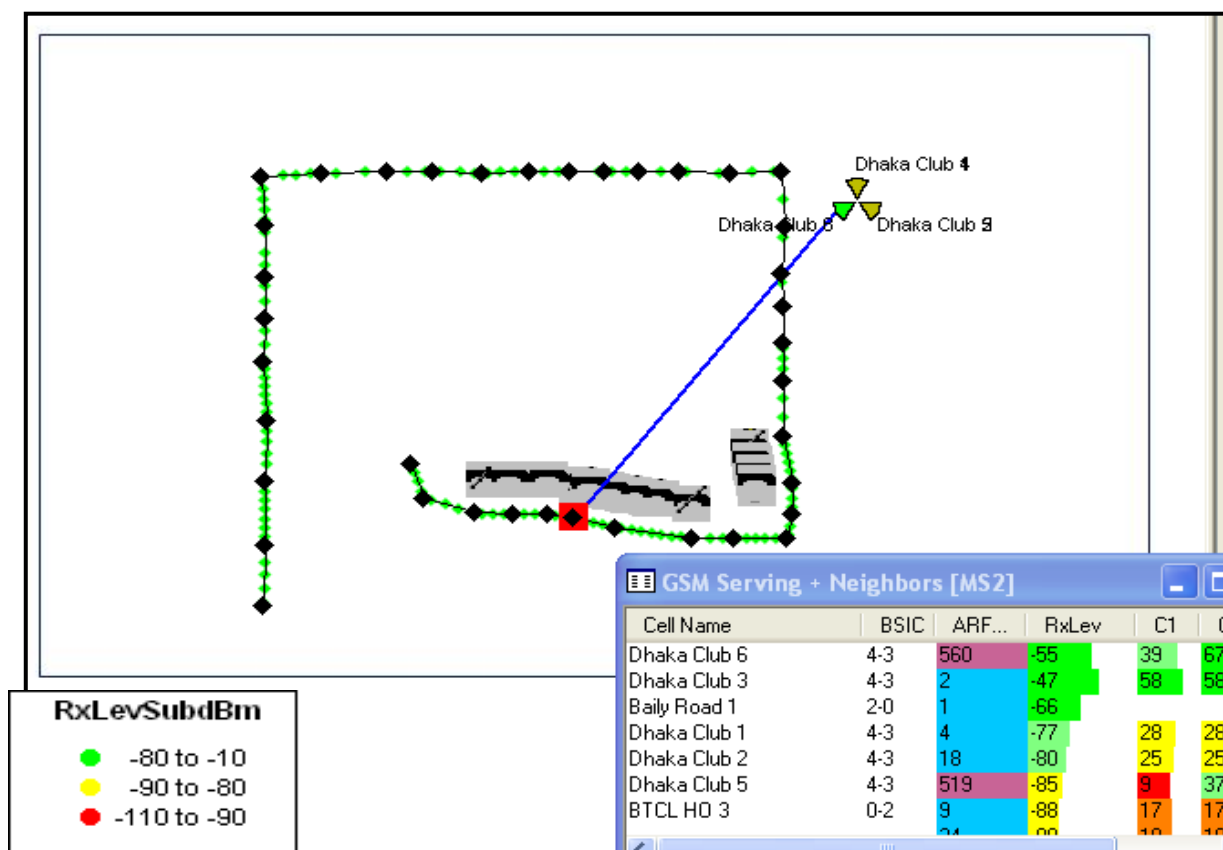 Dhaka Club 4
Dhaka Club
Dhaka Club
GSM Serving + Neighbors [MS2]
Cell Name BSIC ARF... RxLev C1
Dhaka Club 6 4-3 560 -55 39 67
Dhaka Club 3 4-3 2 -47 58 58
Baily Road 1 2-0 1 -66
Dhaka Club 1 4-3 4 -77 28 28
Dhaka Club 2 4-3 18 -80 25 25
Dhaka Club 5 4-3 519 -85 9 37
BTCL HO 3 0-2 9 -88 17 17
RxLevSubdBm
-80 to -10
-90 to -80
-110 to -90